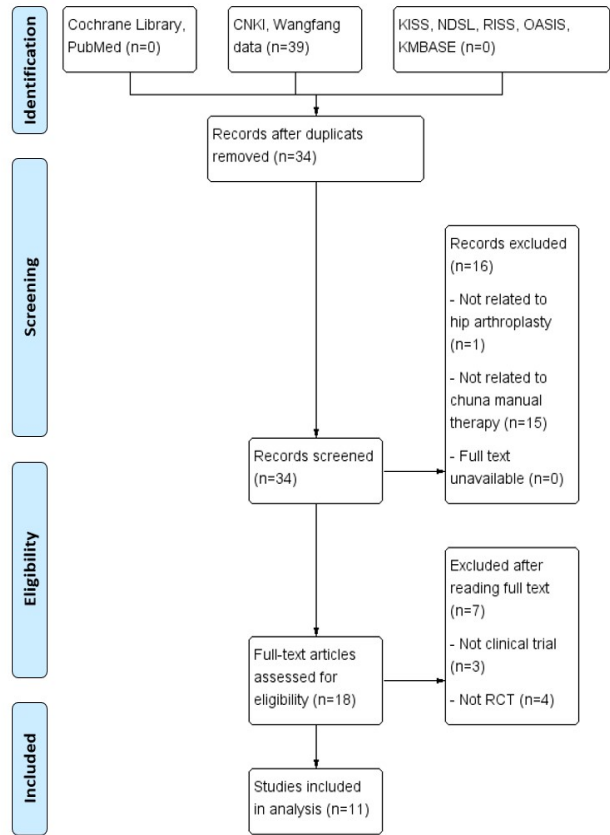 Identification
Cochrane Library,
PubMed (n=0)
CNKI, Wangfang
data (n=39)
KISS, NDSL, RISS, OASIS,
KMBASE (n=0)
Records after duplicats
removed (n=34)
Screening
Records excluded
(n=16)
- Not related to
hip arthroplasty
(n=1)
- Not related to
chuna manual
therapy (n=15)
- Full text
unavailable (n=0)
Records screened
(n=34)
Eligibility
Excluded after
reading full text
(n=7)
- Not clinical trial
(n=3)
- Not RCT (n=4)
Full-text articles
assessed for
eligibility (n=18)
Included
Studies included
in analysis (n=11)